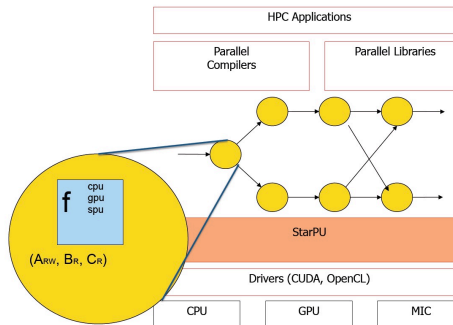 HPC Applications
Parallel
Compilers
Parallel Libraries
f
cpu
gpu
spu
(ARW, BR, CR)
StarPU
Drivers (CUDA, OpenCL)
CPU
GPU
MIC